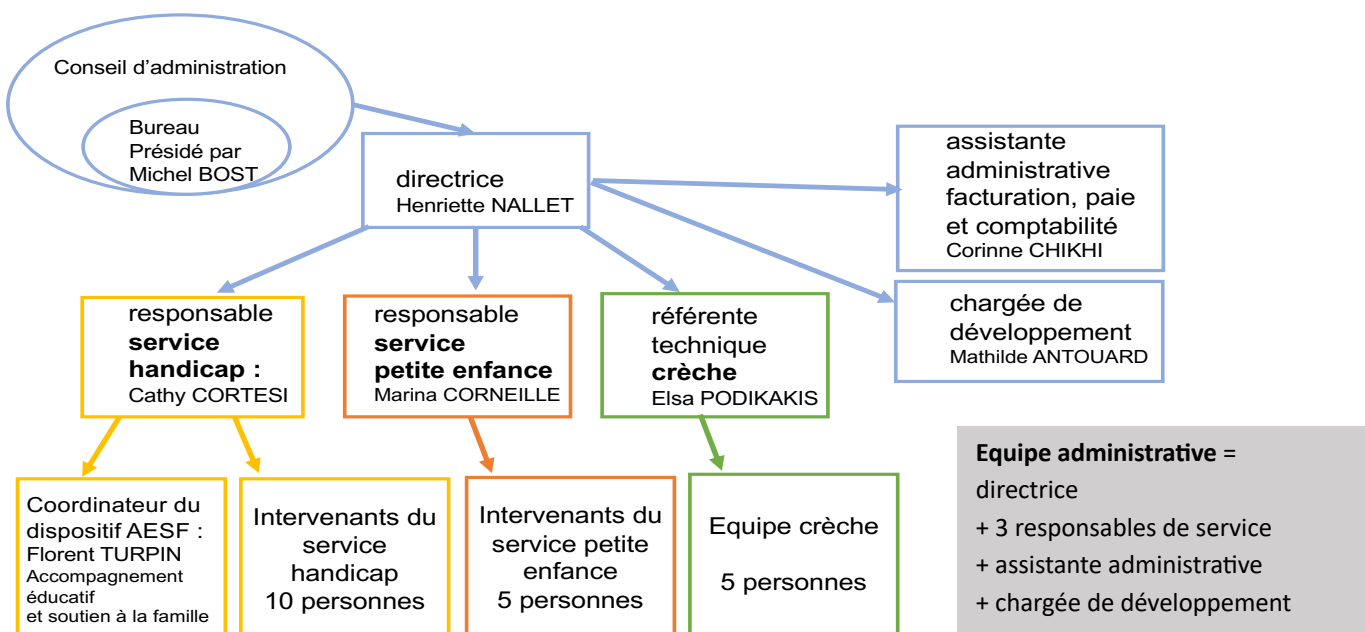 Conseil d'administration
Bureau
Présidé par
Michel BOST
directrice
Henriette NALLET
assistante
administrative
facturation, paie
et comptabilité
Corinne CHIKHI
chargée de
développement
Mathilde ANTOUARD
responsable
service
handicap :
Cathy CORTESI
responsable
service
petite enfance
Marina CORNEILLE
référente
technique
crèche
Elsa PODIKAKIS
Coordinateur du
dispositif AESF :
Florent TURPIN
Accompagnement
éducatif
et soutien à la famille
Intervenants du
service
handicap
10 personnes
Intervenants du
service petite
enfance
5 personnes
Equipe crèche
5 personnes
Equipe administrative =
directrice
+ 3 responsables de service
+ assistante administrative
+ chargée de développement